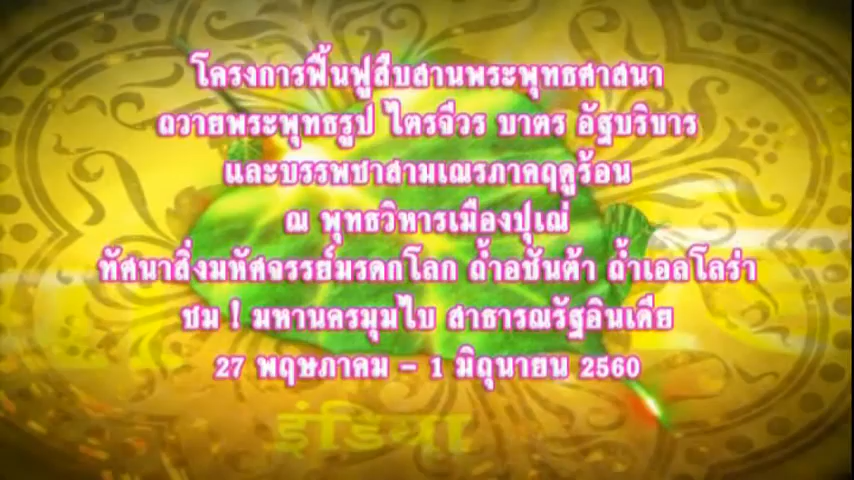 โครงการฟื้นฟูสืบสานพระพุทธศาสนา
ถวายพระพุทธรูป ไตรจีวร บาตร อัฐบริขาร
และบรรพชาสามเณรภาคฤดูร้อน
ณ พุทธวิหารเมืองปุเณ่
ทัศนาสิ่งมหัศจรรย์มรดกโลก ถ้ำอชันต้า ถ้ำเอลโลร่า
ชม ! มหานครมุมไบ สาธารณรัฐอินเดีย
27 พฤษภาคม – 1 มิถุนายน 2560